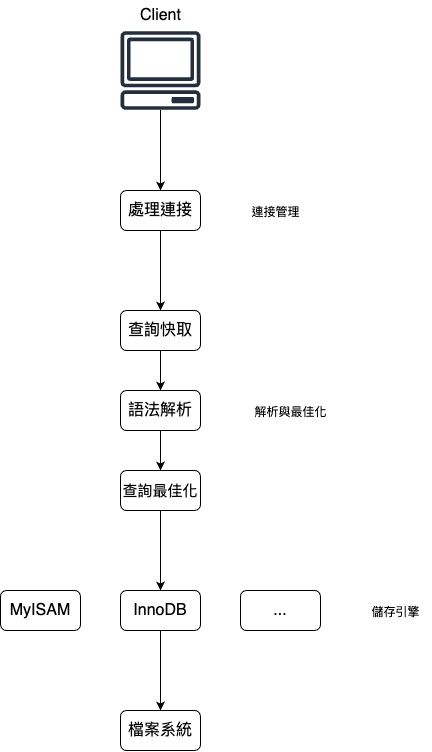 Client
處理連接
連接管理
查詢快取
語法解析
解析與最佳化
查詢最佳化
MyISAM
InnoDB
...
儲存引擎
檔案系統